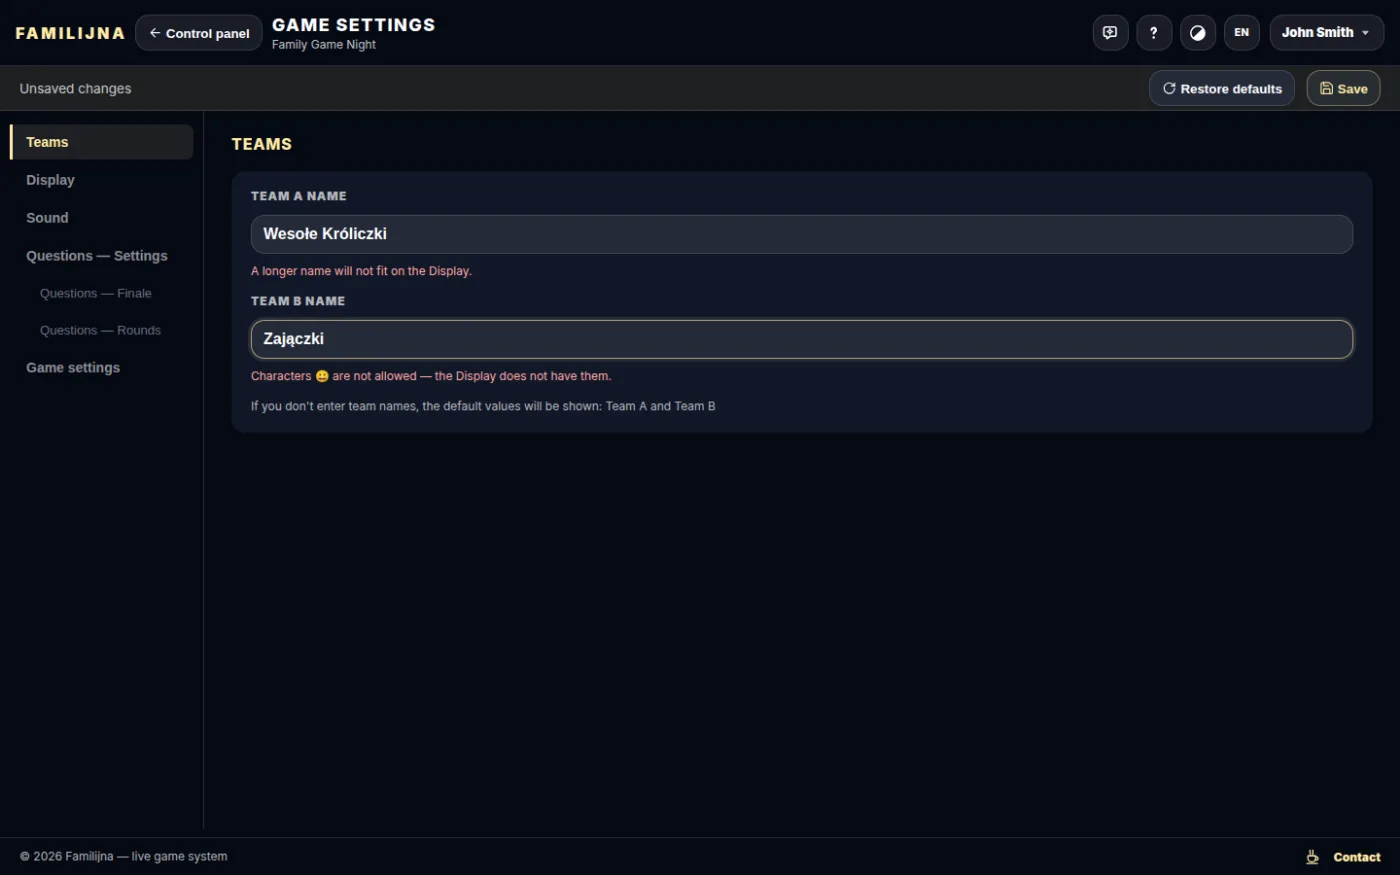 FAMILIJNA
← Control panel
GAME SETTINGS
Family Game Night
?
EN
John Smith
Unsaved changes
Restore defaults
Save
Teams
Display
Sound
Questions — Settings
Questions — Finale
Questions — Rounds
Game settings
TEAMS
TEAM A NAME
Wesołe Króliczki
A longer name will not fit on the Display.
TEAM B NAME
Zajączki
Characters 😀 are not allowed — the Display does not have them.
If you don't enter team names, the default values will be shown: Team A and Team B
© 2026 Familijna — live game system
Contact